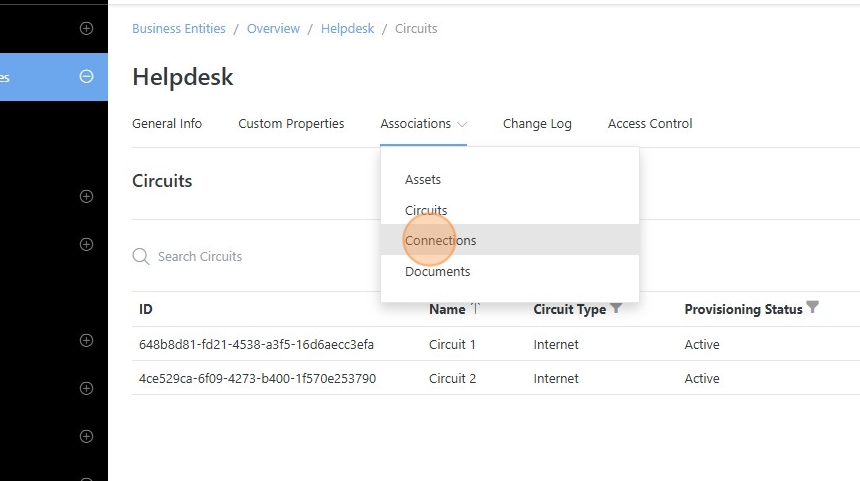 Business Entities / Overview / Helpdesk / Circuits
es
Helpdesk
General Info Custom Properties Associations Change Log Access Control
Circuits
Assets
Circuits
Connections
Documents
Search Circuits
ID Name Circuit Type Provisioning Status
648b8d81-fd21-4538-a3f5-16d6aecc3efa Circuit 1 Internet Active
4ce529ca-6f09-4273-b400-1f570e253790 Circuit 2 Internet Active